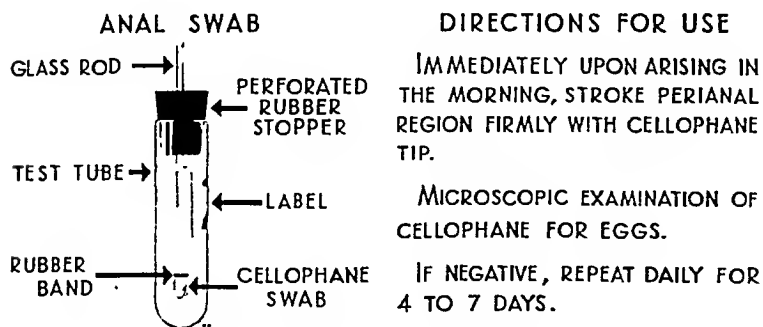 ANAL SWAB
GLASS ROD
PERFORATED
RUBBER
STOPPER
TEST TUBE
LABEL
RUBBER
BAND
CELLOPHANE
SWAB
DIRECTIONS FOR USE
IMMEDIATELY UPON ARISING IN
THE MORNING, STROKE PERIANAL
REGION FIRMLY WITH CELLOPHANE
TIP.
MICROSCOPIC EXAMINATION OF
CELLOPHANE FOR EGGS.
IF NEGATIVE, REPEAT DAILY FOR
4 TO 7 DAYS.